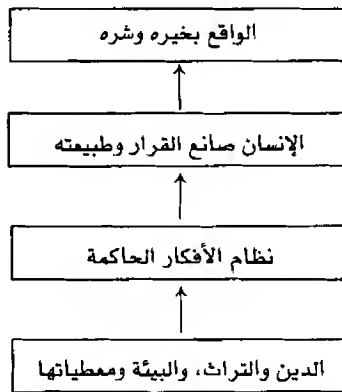 الواقع بخيره وشره
الإنسان صانع القرار وطبيعته
نظام الأفكار الحاكمة
الدين والتراث، والبيئة ومعطياتها